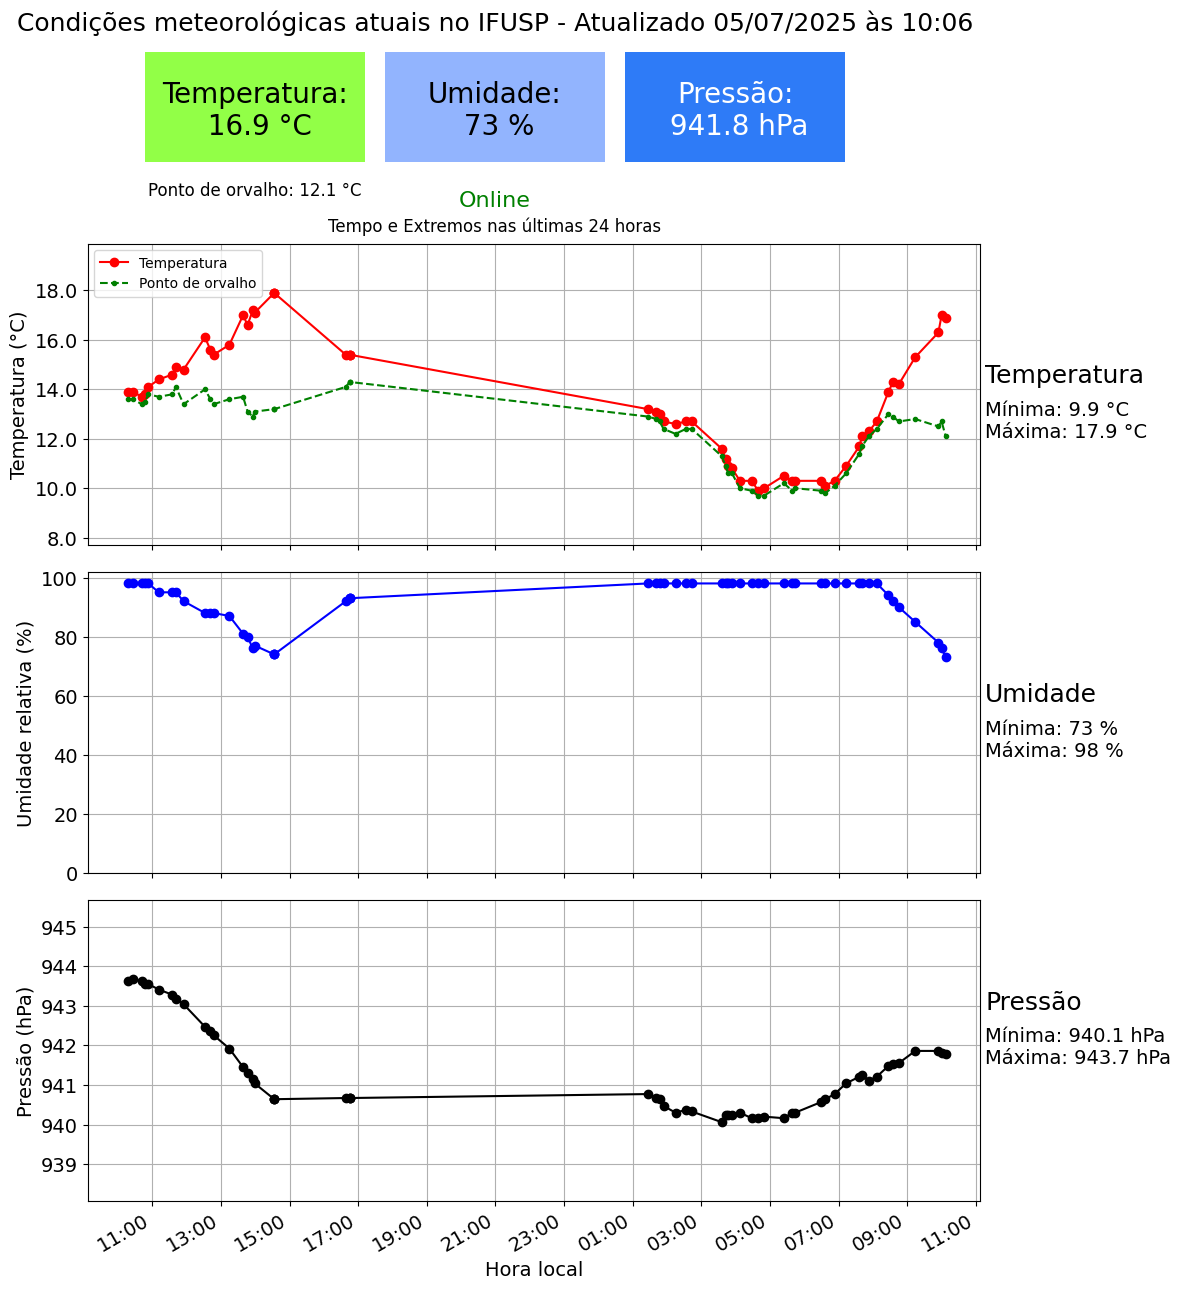 Condições meteorológicas atuais no IFUSP - Atualizado 05/07/2025 às 10:06
Temperatura:
16.9 °C
Umidade:
73 %
Pressão:
941.8 hPa
Ponto de orvalho: 12.1 °C
Online
Tempo e Extremos nas últimas 24 horas
Temperatura
Ponto de orvalho
Temperatura (°C)
18.0
16.0
14.0
12.0
10.0
8.0
Temperatura
Mínima: 9.9 °C
Máxima: 17.9 °C
Umidade relativa (%)
100
80
60
40
20
0
Umidade
Mínima: 73 %
Máxima: 98 %
Pressão (hPa)
945
944
943
942
941
940
939
Pressão
Mínima: 940.1 hPa
Máxima: 943.7 hPa
11:00 13:00 15:00 17:00 19:00 21:00 23:00 01:00 03:00 05:00 07:00 09:00 11:00
Hora local